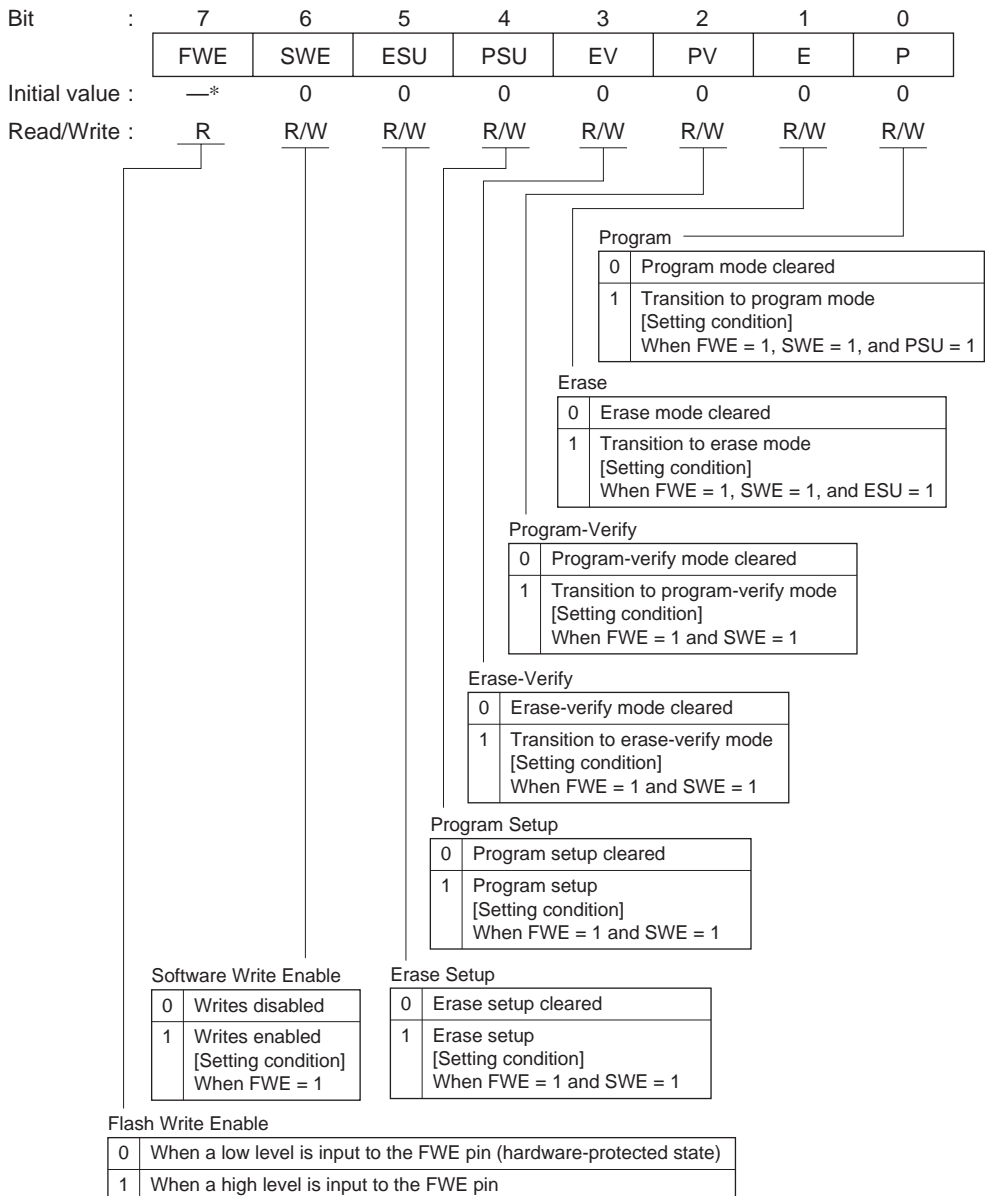 Bit : 7 6 5 4 3 2 1 0
FWE SWE ESU PSU EV PV E P
Initial value : —* 0 0 0 0 0 0 0
Read/Write : R R/W R/W R/W R/W R/W R/W R/W
Program
0 Program mode cleared
1 Transition to program mode
[Setting condition]
When FWE = 1, SWE = 1, and PSU = 1
Erase
0 Erase mode cleared
1 Transition to erase mode
[Setting condition]
When FWE = 1, SWE = 1, and ESU = 1
Program-Verify
0 Program-verify mode cleared
1 Transition to program-verify mode
[Setting condition]
When FWE = 1 and SWE = 1
Erase-Verify
0 Erase-verify mode cleared
1 Transition to erase-verify mode
[Setting condition]
When FWE = 1 and SWE = 1
Program Setup
0 Program setup cleared
1 Program setup
[Setting condition]
When FWE = 1 and SWE = 1
Software Write Enable
0 Writes disabled
1 Writes enabled
[Setting condition]
When FWE = 1
Erase Setup
0 Erase setup cleared
1 Erase setup
[Setting condition]
When FWE = 1 and SWE = 1
Flash Write Enable
0 When a low level is input to the FWE pin (hardware-protected state)
1 When a high level is input to the FWE pin